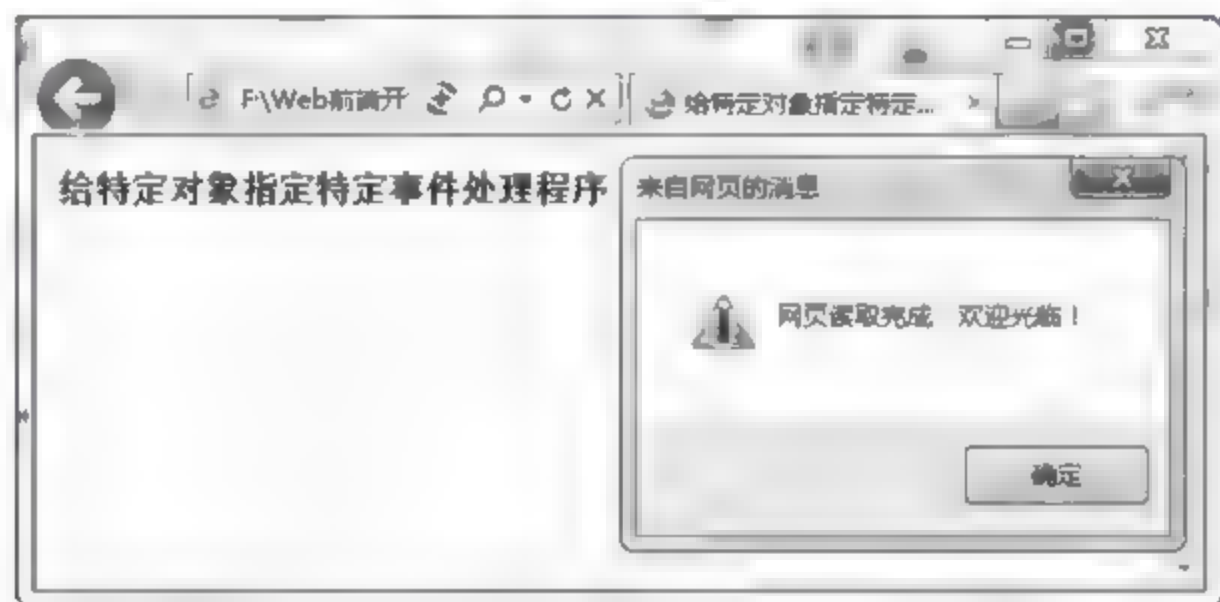 F:\Web前端开
给特定对象指定特定...
给特定对象指定特定事件处理程序
来自网页的消息
网页读取完成 欢迎光临!
确定